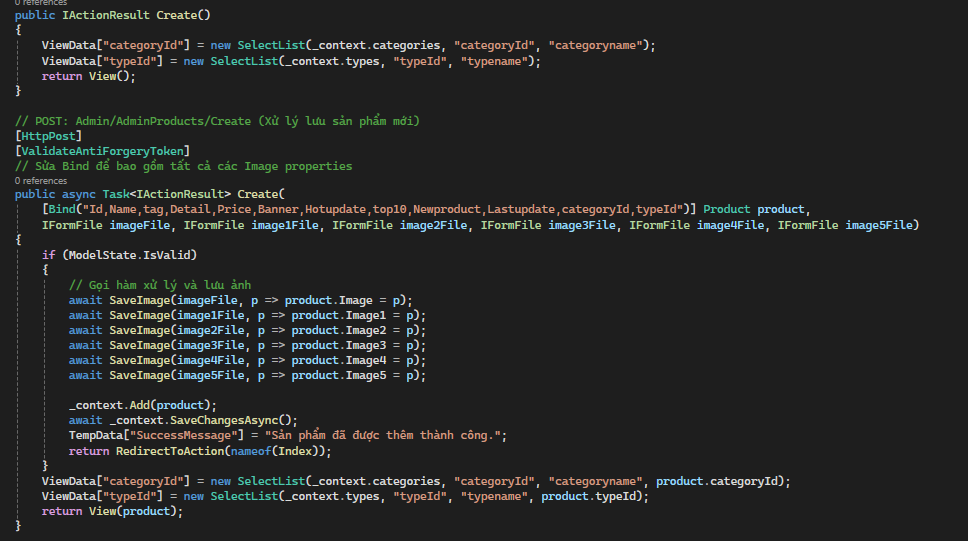 0 references
public IActionResult Create()
{
ViewData["categoryId"] = new SelectList(_context.categories, "categoryId", "categoryname");
ViewData["typeId"] = new SelectList(_context.types, "typeId", "typename");
return View();
}
// POST: Admin/AdminProducts/Create (Xử lý lưu sản phẩm mới)
[HttpPost]
[ValidateAntiForgeryToken]
// Sửa Bind để bao gồm tất cả các Image properties
0 references
public async Task<IActionResult> Create(
[Bind("Id,Name,tag,Detail,Price,Banner,Hotupdate,top10,Newproduct,Lastupdate,categoryId,typeId")] Product product,
IFormFile imageFile, IFormFile image1File, IFormFile image2File, IFormFile image3File, IFormFile image4File, IFormFile image5File)
{
if (ModelState.IsValid)
{
// Gọi hàm xử lý và lưu ảnh
await SaveImage(imageFile, p => product.Image = p);
await SaveImage(image1File, p => product.Image1 = p);
await SaveImage(image2File, p => product.Image2 = p);
await SaveImage(image3File, p => product.Image3 = p);
await SaveImage(image4File, p => product.Image4 = p);
await SaveImage(image5File, p => product.Image5 = p);
_context.Add(product);
await _context.SaveChangesAsync();
TempData["SuccessMessage"] = "Sản phẩm đã được thêm thành công.";
return RedirectToAction(nameof(Index));
}
ViewData["categoryId"] = new SelectList(_context.categories, "categoryId", "categoryname", product.categoryId);
ViewData["typeId"] = new SelectList(_context.types, "typeId", "typename", product.typeId);
return View(product);
}